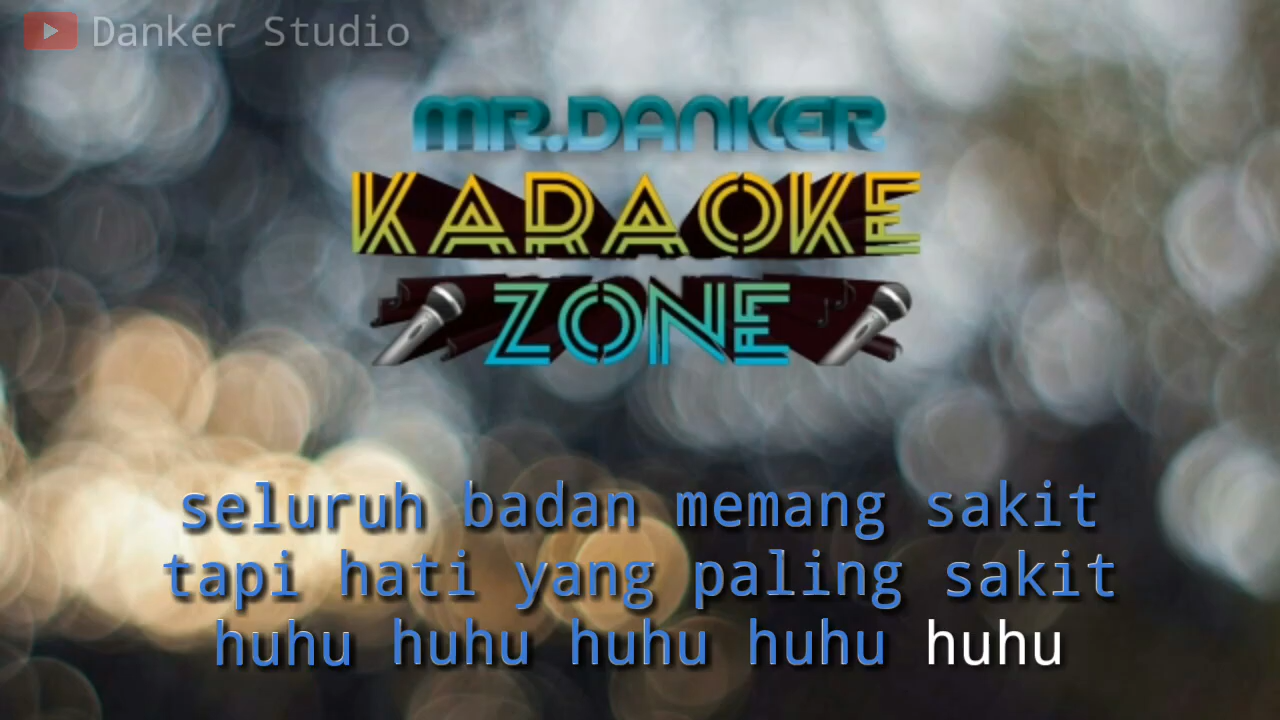 Danker Studio
MR.DANKER
KARAOKE
ZONE
seluruh badan memang sakit
tapi hati yang paling sakit
huhu huhu huhu huhu huhu